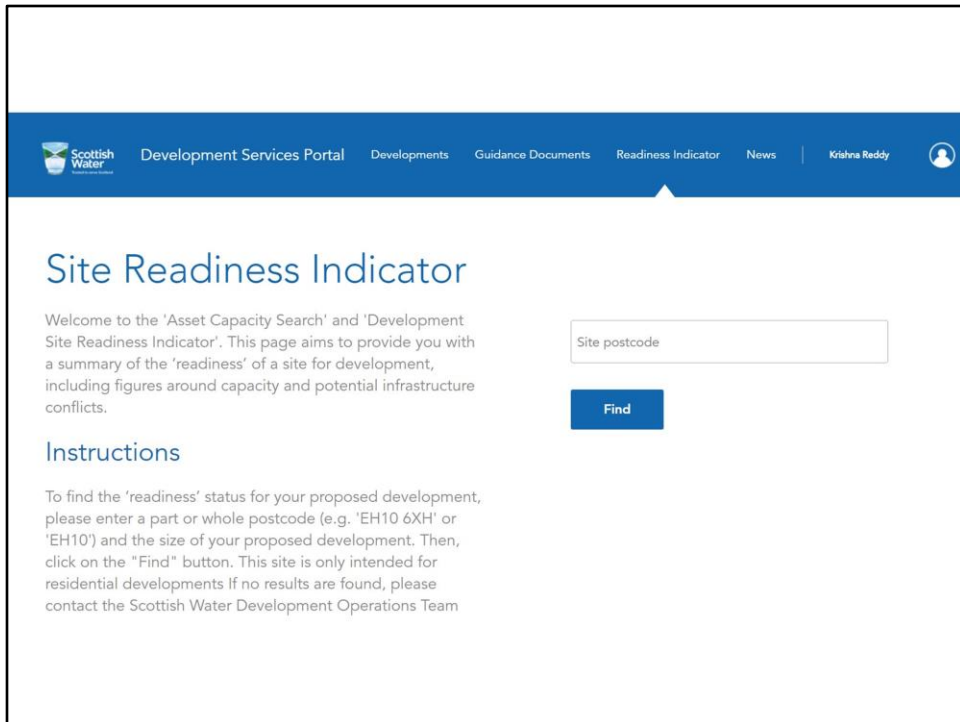 Scottish
Water
Trusted to serve Scotland
Development Services Portal
Developments
Guidance Documents
Readiness Indicator
News
Krishna Reddy
Site Readiness Indicator
Welcome to the 'Asset Capacity Search' and 'Development
Site Readiness Indicator'. This page aims to provide you with
a summary of the 'readiness' of a site for development,
including figures around capacity and potential infrastructure
conflicts.
Instructions
To find the 'readiness' status for your proposed development,
please enter a part or whole postcode (e.g. 'EH10 6XH' or
'EH10') and the size of your proposed development. Then,
click on the "Find" button. This site is only intended for
residential developments If no results are found, please
contact the Scottish Water Development Operations Team
Site postcode
Find